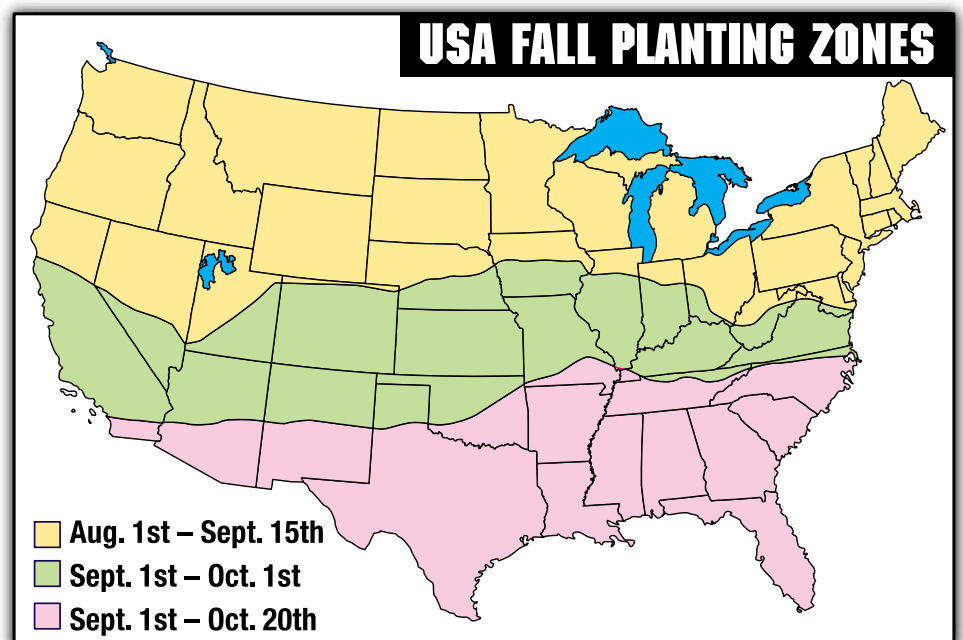 USA FALL PLANTING ZONES
Aug. 1st – Sept. 15th
Sept. 1st – Oct. 1st
Sept. 1st – Oct. 20th